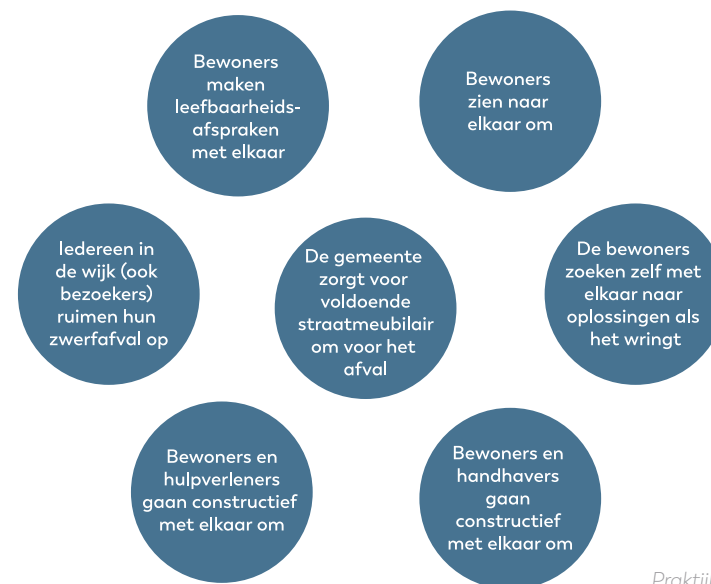 Bewoners
maken
leefbaarheids-
afspraken
met elkaar
Bewoners
zien naar
elkaar om
Iedereen in
de wijk (ook
bezoekers)
ruimen hun
zwerfafval op
De gemeente
zorgt voor
voldoende
straatmeubilair
om voor het
afval
De bewoners
zoeken zelf met
elkaar naar
oplossingen als
het wringt
Bewoners en
hulpverleners
gaan constructief
met elkaar om
Bewoners en
handhavers
gaan
constructief
met elkaar om